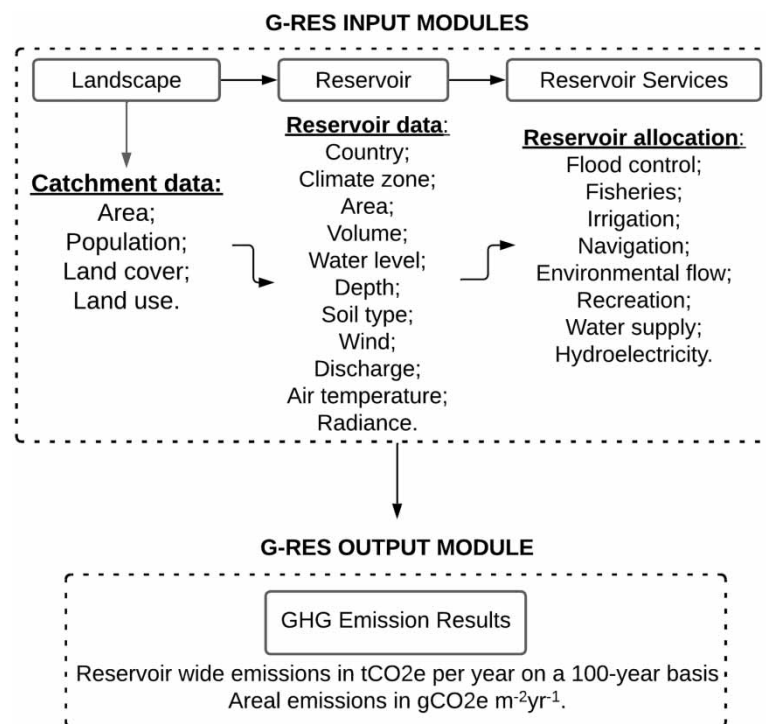 G-RES INPUT MODULES
Landscape
Reservoir
Reservoir Services
Catchment data:
Area;
Population;
Land cover;
Land use.
Reservoir data:
Country;
Climate zone;
Area;
Volume;
Water level;
Depth;
Soil type;
Wind;
Discharge;
Air temperature;
Radiance.
Reservoir allocation:
Flood control;
Fisheries;
Irrigation;
Navigation;
Environmental flow;
Recreation;
Water supply;
Hydroelectricity.
G-RES OUTPUT MODULE
GHG Emission Results
Reservoir wide emissions in tCO2e per year on a 100-year basis
Areal emissions in gCO2e m⁻²yr⁻¹.